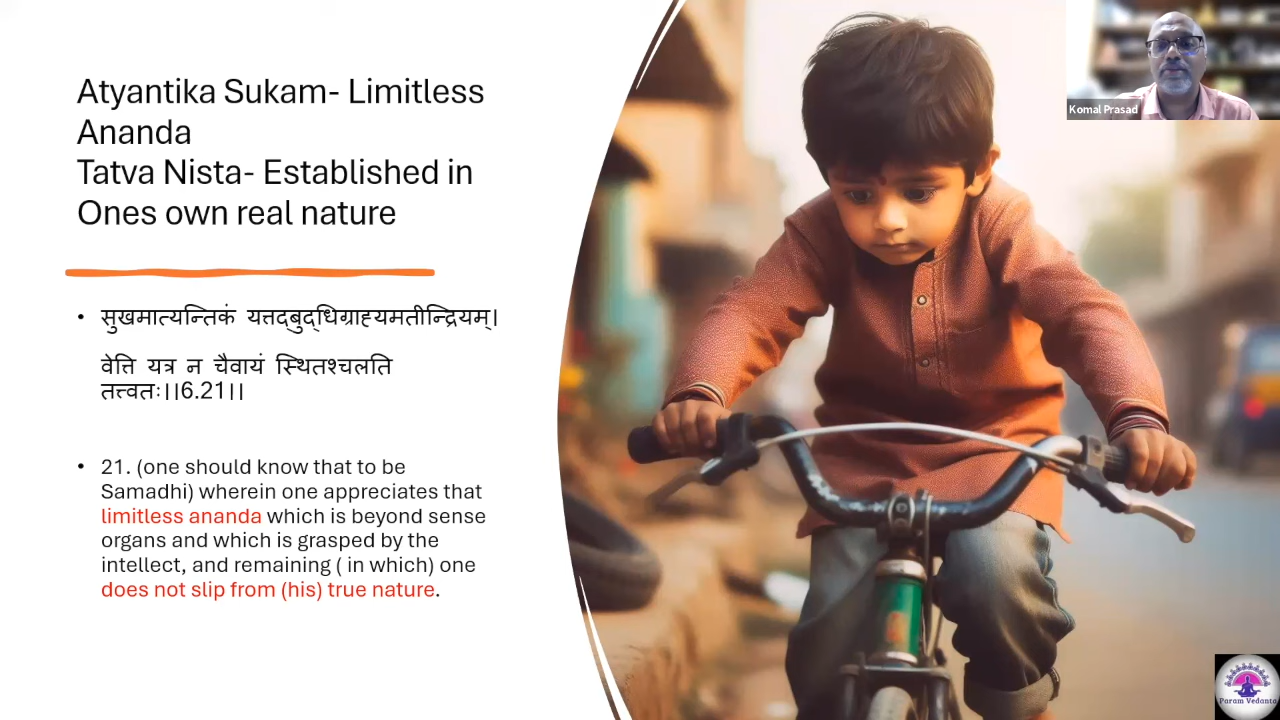 Atyantika Sukam- Limitless
Ananda
Tatva Nista- Established in
Ones own real nature
• सुखमात्यन्तिकं यत्तद्बुद्धिग्राह्यमतीन्द्रियम्।
वेत्ति यत्र न चैवायं स्थितश्चलति
तत्त्वतः।।6.21।।
• 21. (one should know that to be
Samadhi) wherein one appreciates that
limitless ananda which is beyond sense
organs and which is grasped by the
intellect, and remaining ( in which) one
does not slip from (his) true nature.
Komal Prasad
Param Vedanta